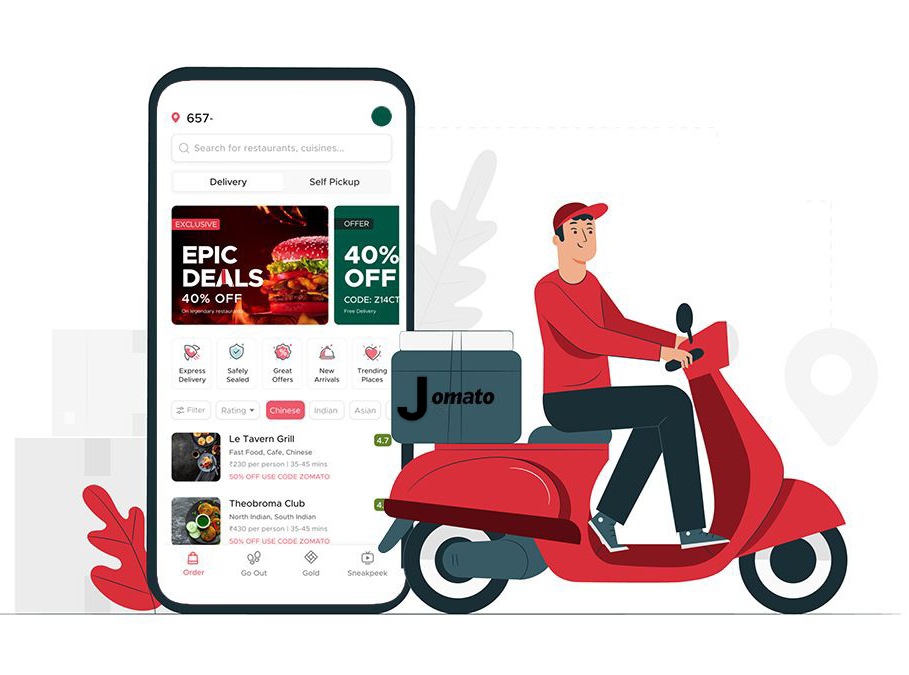 657-
Search for restaurants, cuisines...
Delivery Self Pickup
EXCLUSIVE
EPIC
DEALS
40% OFF
On legendary restaurants
OFFER
40%
OFF
CODE: Z14CT
Free Delivery
Express
Delivery
Safely
Sealed
Great
Offers
New
Arrivals
Trending
Places
Filter Rating Chinese Indian Asian
Le Tavern Grill 4.7
Fast Food, Cafe, Chinese
₹230 per person | 35-45 mins
50% OFF USE CODE ZOMATO
Theobroma Club 4.
North Indian, South Indian
₹430 per person | 35-45 mins
50% OFF USE CODE ZOMATO
Order Go Out Gold Sneakpeek
Jomato